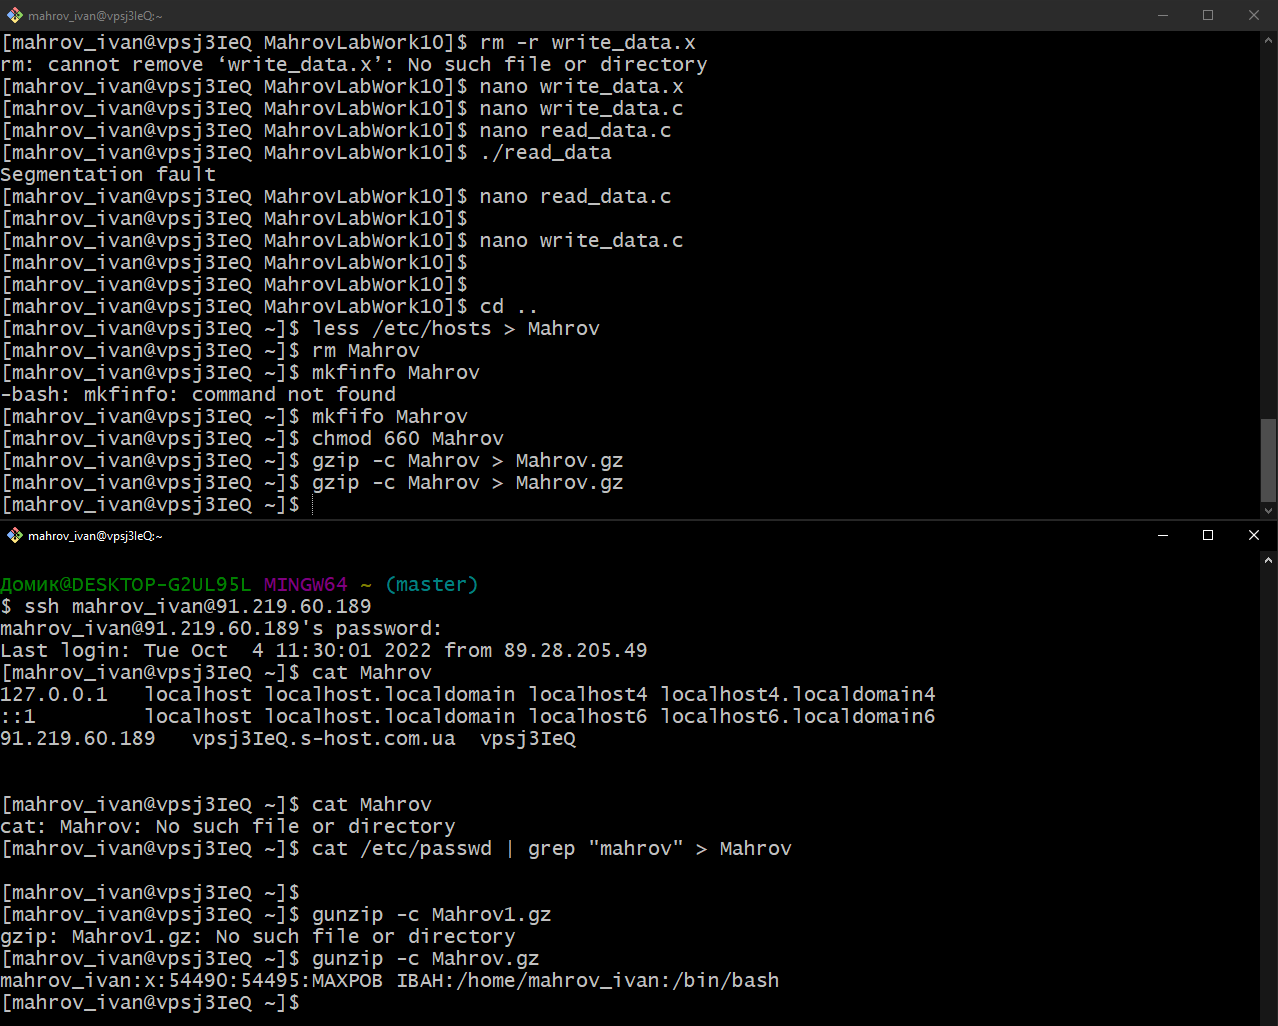 mahrov_ivan@vpsj3IeQ:~
[mahrov_ivan@vpsj3IeQ MahrovLabWork10]$ rm -r write_data.x
rm: cannot remove ‘write_data.x’: No such file or directory
[mahrov_ivan@vpsj3IeQ MahrovLabWork10]$ nano write_data.x
[mahrov_ivan@vpsj3IeQ MahrovLabWork10]$ nano write_data.c
[mahrov_ivan@vpsj3IeQ MahrovLabWork10]$ nano read_data.c
[mahrov_ivan@vpsj3IeQ MahrovLabWork10]$ ./read_data
Segmentation fault
[mahrov_ivan@vpsj3IeQ MahrovLabWork10]$ nano read_data.c
[mahrov_ivan@vpsj3IeQ MahrovLabWork10]$
[mahrov_ivan@vpsj3IeQ MahrovLabWork10]$ nano write_data.c
[mahrov_ivan@vpsj3IeQ MahrovLabWork10]$
[mahrov_ivan@vpsj3IeQ MahrovLabWork10]$
[mahrov_ivan@vpsj3IeQ MahrovLabWork10]$ cd ..
[mahrov_ivan@vpsj3IeQ ~]$ less /etc/hosts > Mahrov
[mahrov_ivan@vpsj3IeQ ~]$ rm Mahrov
[mahrov_ivan@vpsj3IeQ ~]$ mkfinfo Mahrov
-bash: mkfinfo: command not found
[mahrov_ivan@vpsj3IeQ ~]$ mkfifo Mahrov
[mahrov_ivan@vpsj3IeQ ~]$ chmod 660 Mahrov
[mahrov_ivan@vpsj3IeQ ~]$ gzip -c Mahrov > Mahrov.gz
[mahrov_ivan@vpsj3IeQ ~]$ gzip -c Mahrov > Mahrov.gz
[mahrov_ivan@vpsj3IeQ ~]$
mahrov_ivan@vpsj3IeQ:~
Домик@DESKTOP-G2UL95L MINGW64 ~ (master)
$ ssh mahrov_ivan@91.219.60.189
mahrov_ivan@91.219.60.189's password:
Last login: Tue Oct  4 11:30:01 2022 from 89.28.205.49
[mahrov_ivan@vpsj3IeQ ~]$ cat Mahrov
127.0.0.1   localhost localhost.localdomain localhost4 localhost4.localdomain4
::1         localhost localhost.localdomain localhost6 localhost6.localdomain6
91.219.60.189   vpsj3IeQ.s-host.com.ua  vpsj3IeQ
[mahrov_ivan@vpsj3IeQ ~]$ cat Mahrov
cat: Mahrov: No such file or directory
[mahrov_ivan@vpsj3IeQ ~]$ cat /etc/passwd | grep "mahrov" > Mahrov
[mahrov_ivan@vpsj3IeQ ~]$
[mahrov_ivan@vpsj3IeQ ~]$ gunzip -c Mahrov1.gz
gzip: Mahrov1.gz: No such file or directory
[mahrov_ivan@vpsj3IeQ ~]$ gunzip -c Mahrov.gz
mahrov_ivan:x:54490:54495:МАХРОВ ІВАН:/home/mahrov_ivan:/bin/bash
[mahrov_ivan@vpsj3IeQ ~]$